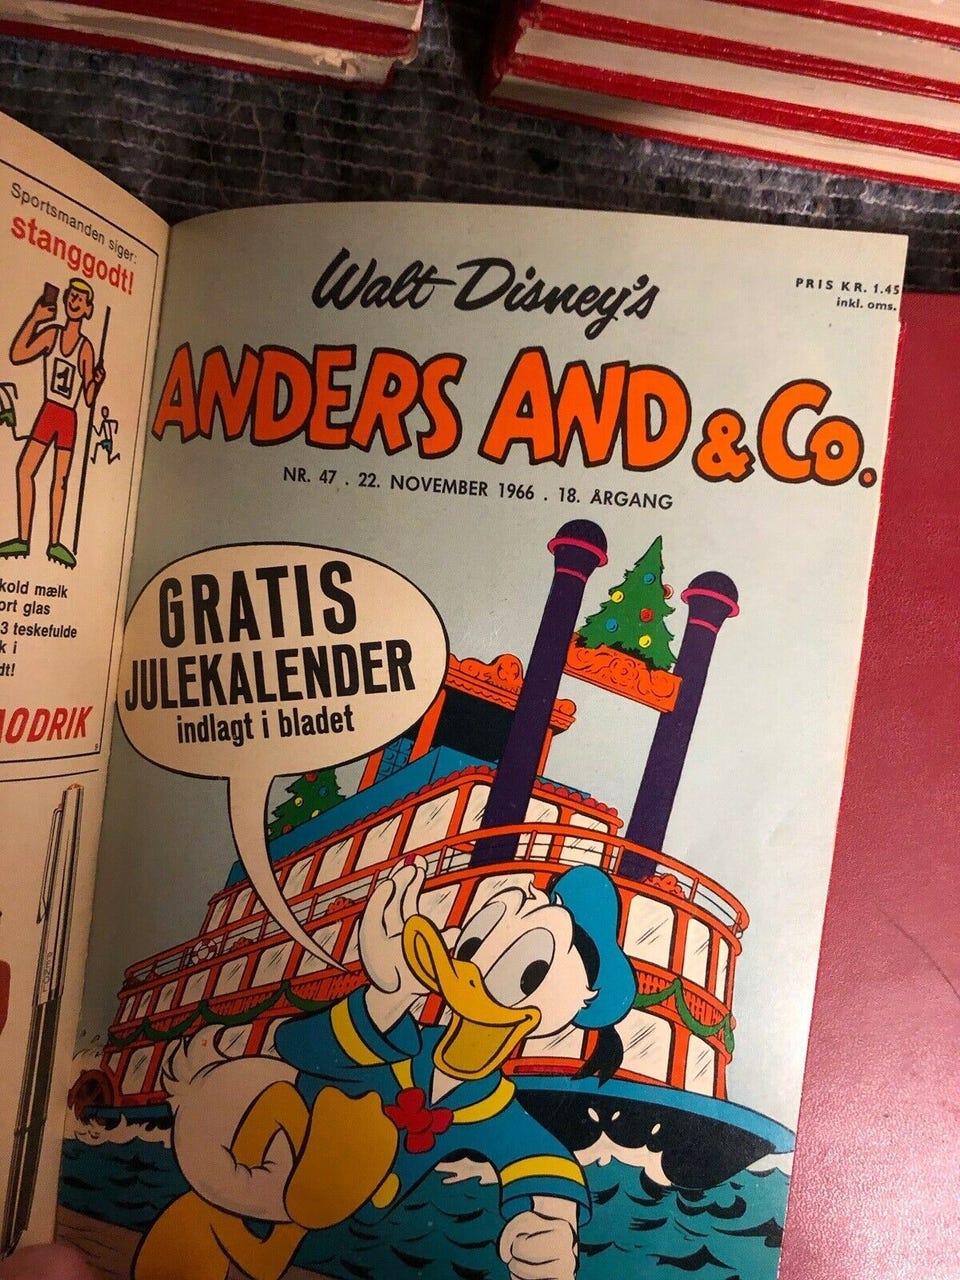 Sportsmanden siger:
stanggodt!
1
kold mælk
ort glas
3 teskefulde
k i
dt!
ODRIK
Walt Disney's
PRIS KR. 1.45
inkl. oms.
ANDERS AND & Co.
NR. 47 . 22. NOVEMBER 1966 . 18. ÅRGANG
GRATIS
JULEKALENDER
indlagt i bladet